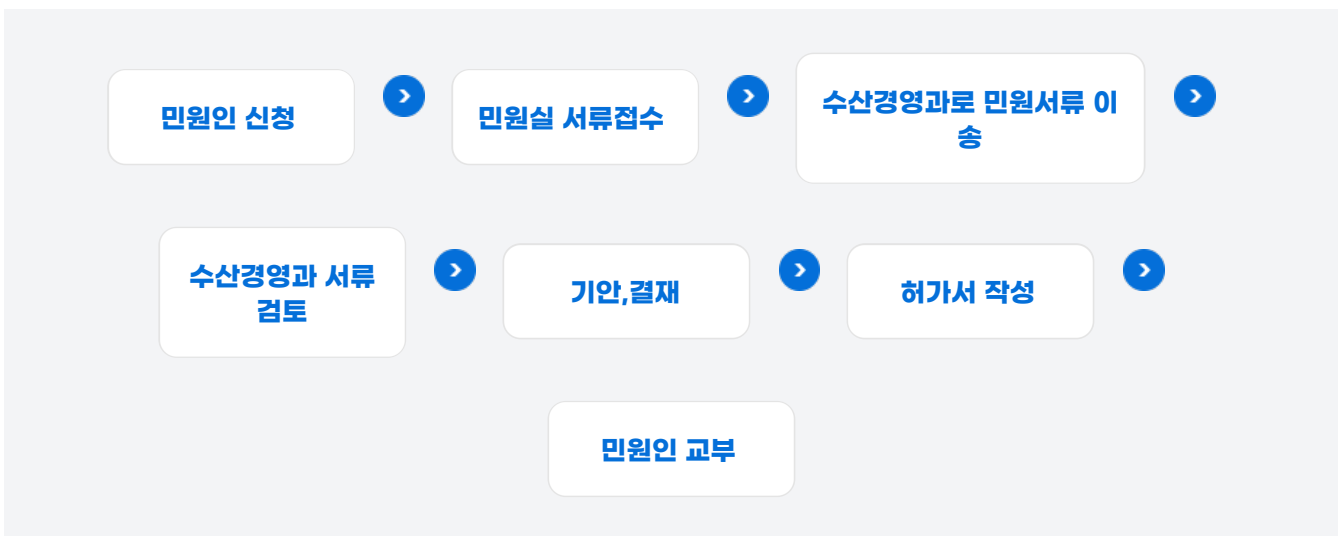 민원인 신청
민원실 서류접수
수산경영과로 민원서류 이
송
수산경영과 서류
검토
기안,결재
허가서 작성
민원인 교부